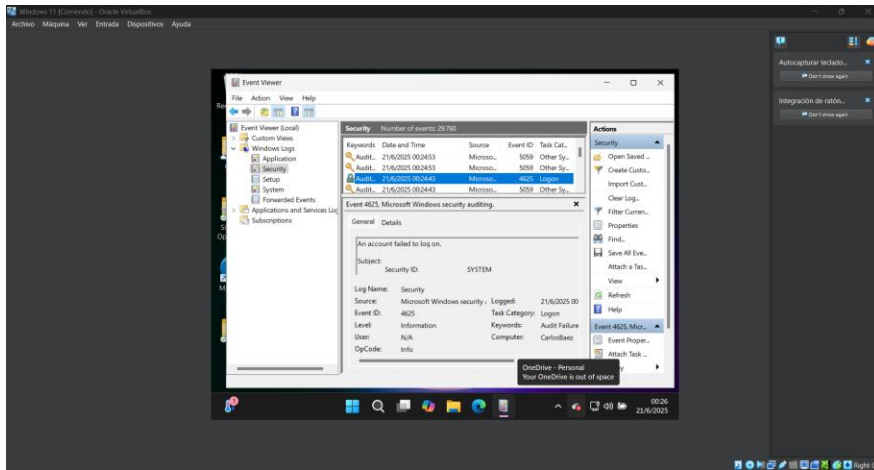 Windows 11 [Corriendo] - Oracle VirtualBox
Archivo Máquina Ver Entrada Dispositivos Ayuda
Autocapturar teclado...
Don't show again
Integración de ratón...
Don't show again
Event Viewer
File Action View Help
Event Viewer (Local)
Custom Views
Windows Logs
Application
Security
Setup
System
Forwarded Events
Applications and Services Log
Subscriptions
Security Number of events: 29.760
Keywords Date and Time Source Event ID Task Cat...
Audit... 21/6/2025 00:24:53 Microso... 5059 Other Sy...
Audit... 21/6/2025 00:24:53 Microso... 5059 Other Sy...
Audit... 21/6/2025 00:24:43 Microso... 4625 Logon
Audit... 21/6/2025 00:24:43 Microso... 5059 Other Sy...
Event 4625, Microsoft Windows security auditing.
General Details
An account failed to log on.
Subject:
Security ID: SYSTEM
Log Name: Security
Source: Microsoft Windows security Logged: 21/6/2025 00
Event ID: 4625 Task Category: Logon
Level: Information Keywords: Audit Failure
User: N/A Computer: CarlosBaez
OpCode: Info
Actions
Security
Open Saved ...
Create Custo...
Import Cust...
Clear Log...
Filter Curren...
Properties
Find...
Save All Eve...
Attach a Tas...
View
Refresh
Help
Event 4625, Micr...
Event Proper...
Attach Task ...
OneDrive - Personal
Your OneDrive is out of space
00:26
21/6/2025